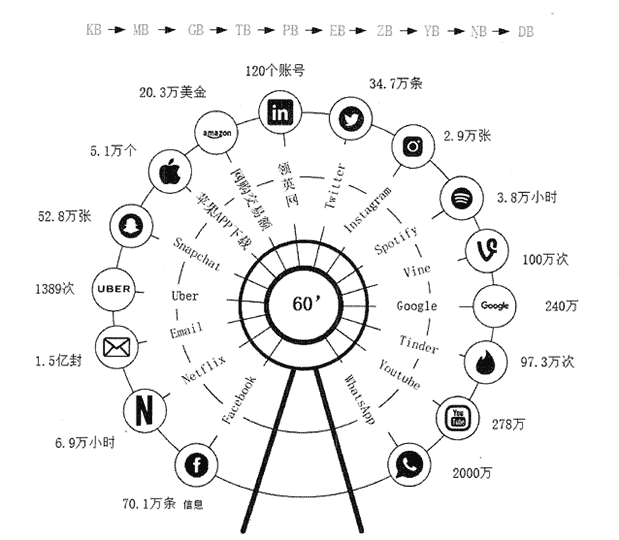 KB → MB → GB → TB → PB → EB → ZB → YB → NB → DB
120个账号
领英网
in
34.7万条
Twitter
2.9万张
Instagram
3.8万小时
Spotify
100万次
Vine
240万
Google
Google
97.3万次
Tinder
278万
You
Tube
Youtube
2000万
WhatsApp
70.1万条 信息
f
Facebook
6.9万小时
N
Netflix
1.5亿封
Email
1389次
UBER
Uber
52.8万张
Snapchat
5.1万个
苹果APP下载
20.3万美金
amazon
网购交易额
60′